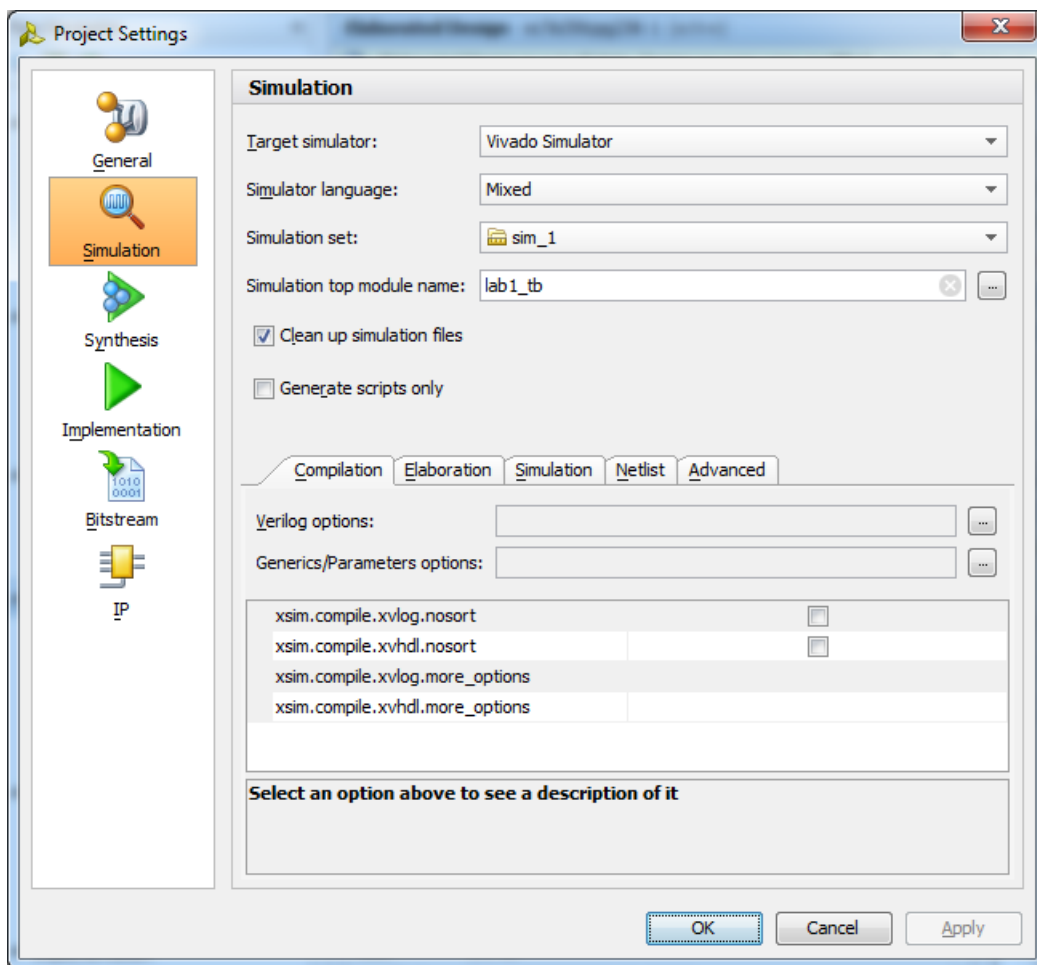 Project Settings
General
Simulation
Synthesis
Implementation
1010
0001
Bitstream
IP
Simulation
Target simulator: Vivado Simulator
Simulator language: Mixed
Simulation set: sim_1
Simulation top module name: lab1_tb ...
Clean up simulation files
Generate scripts only
Compilation Elaboration Simulation Netlist Advanced
Verilog options: ...
Generics/Parameters options: ...
xsim.compile.xvlog.nosort
xsim.compile.xvhdl.nosort
xsim.compile.xvlog.more_options
xsim.compile.xvhdl.more_options
Select an option above to see a description of it
OK Cancel Apply